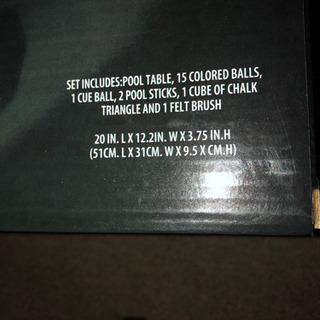 SET INCLUDES:POOL TABLE, 15 COLORED BALLS,
1 CUE BALL, 2 POOL STICKS, 1 CUBE OF CHALK
TRIANGLE AND 1 FELT BRUSH
20 IN. L X 12.2IN. W X 3.75 IN.H
(51CM. L X 31CM. W X 9.5 X CM.H)